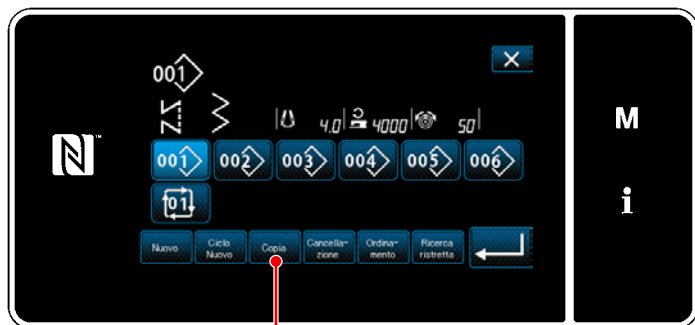 001
4.0 4000 50
001 002 003 004 005 006
01
Nuovo Ciclo Nuovo Copia Cancella- zione Ordina- mento Ricerca ristretta
M
i
N™